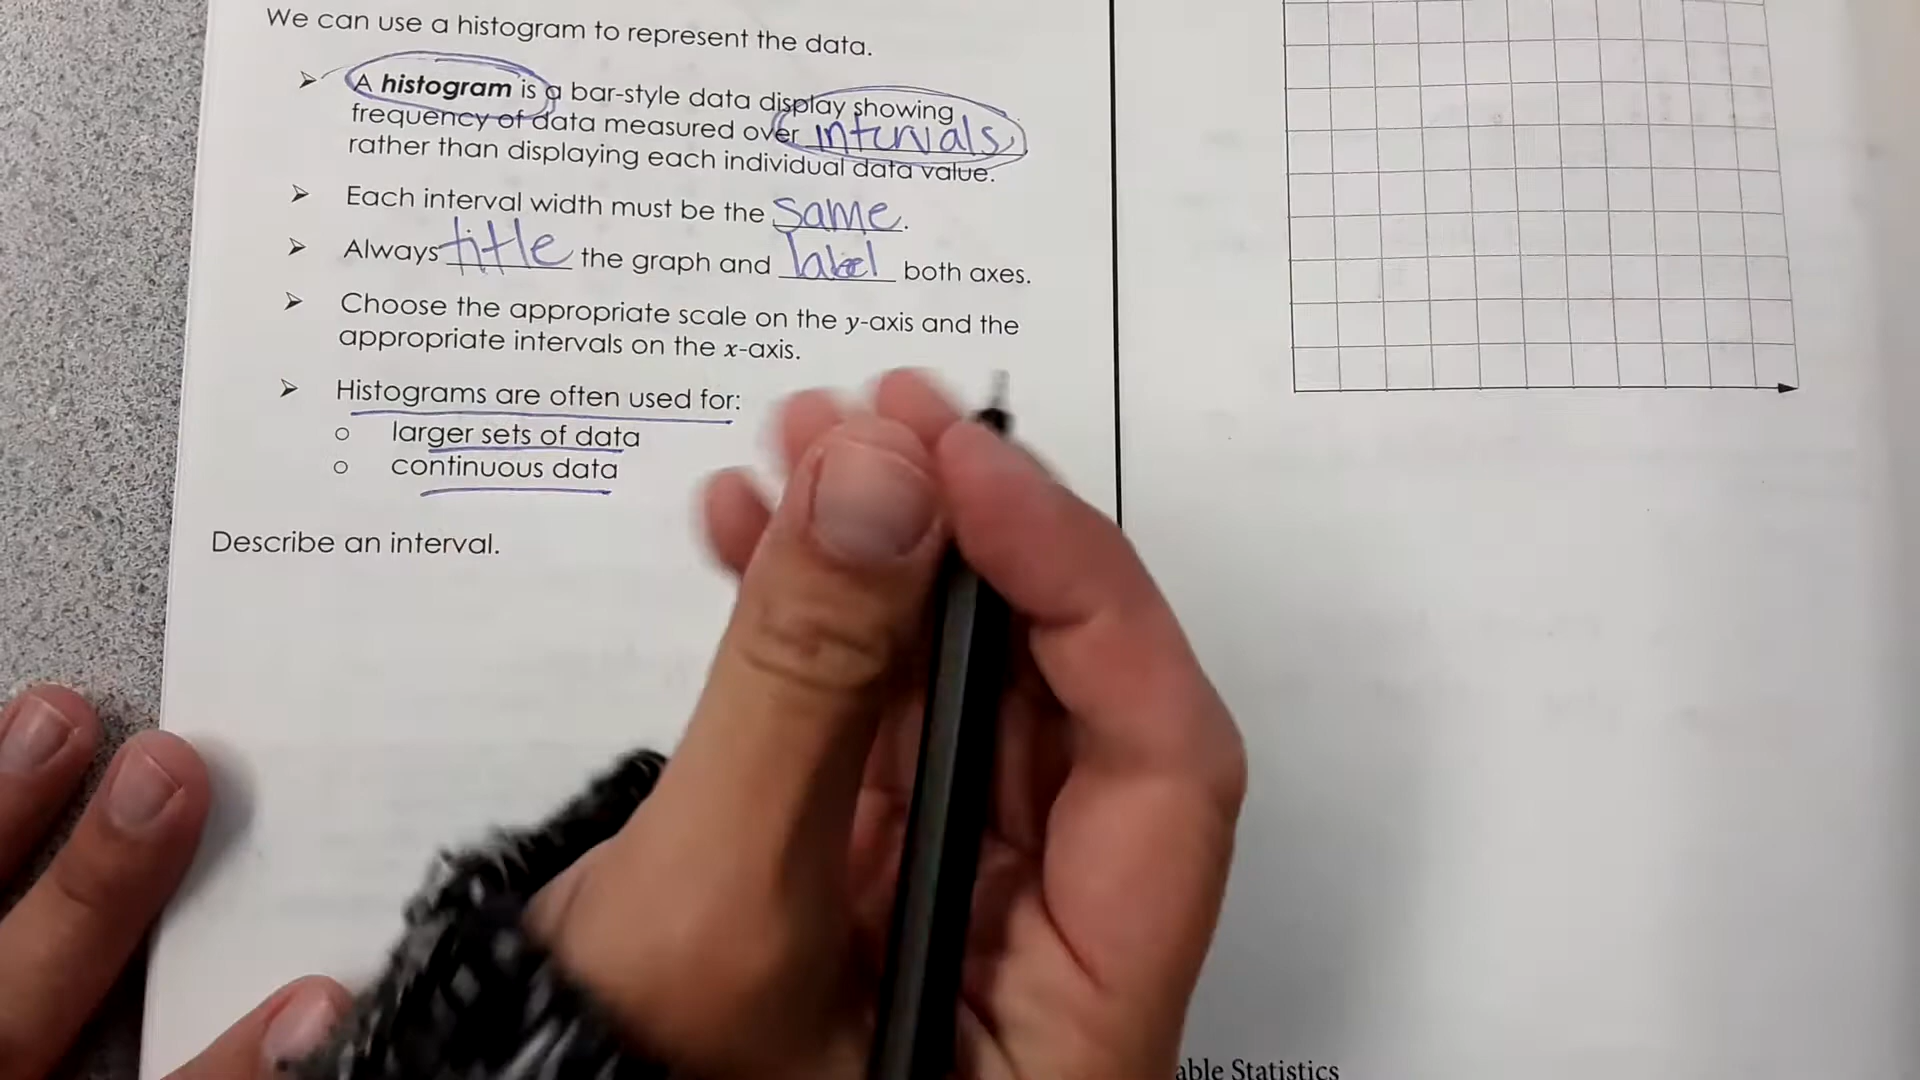 We can use a histogram to represent the data.
➢ A histogram is a bar-style data display showing
frequency of data measured over intervals
rather than displaying each individual data value.
➢ Each interval width must be the same.
➢ Always title the graph and label both axes.
➢ Choose the appropriate scale on the y-axis and the
appropriate intervals on the x-axis.
➢ Histograms are often used for:
○ larger sets of data
○ continuous data
Describe an interval.
able Statistics